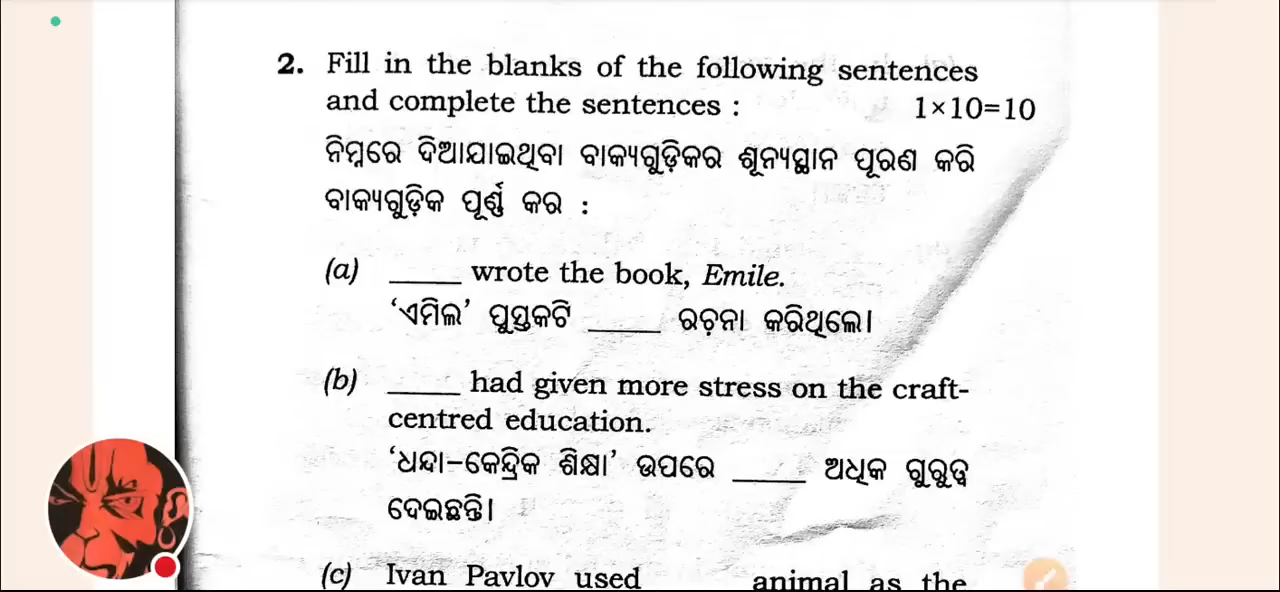 2. Fill in the blanks of the following sentences
and complete the sentences : 1×10=10
ନିମ୍ନରେ ଦିଆଯାଇଥିବା ବାକ୍ୟଗୁଡ଼ିକର ଶୂନ୍ୟସ୍ଥାନ ପୂରଣ କରି
ବାକ୍ୟଗୁଡ଼ିକ ପୂର୍ଣ୍ଣ କର :
(a) _____ wrote the book, Emile.
‘ଏମିଲ’ ପୁସ୍ତକଟି _____ ରଚନା କରିଥିଲେ।
(b) _____ had given more stress on the craft-
centred education.
‘ଧନ୍ଦା-କେନ୍ଦ୍ରିକ ଶିକ୍ଷା’ ଉପରେ _____ ଅଧିକ ଗୁରୁତ୍ୱ
ଦେଇଛନ୍ତି।
(c) Ivan Pavlov used animal as the